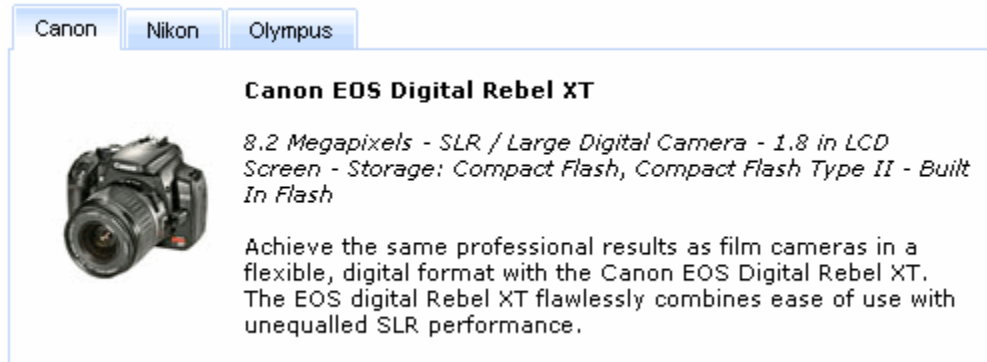 Canon Nikon Olympus
Canon EOS Digital Rebel XT
8.2 Megapixels - SLR / Large Digital Camera - 1.8 in LCD
Screen - Storage: Compact Flash, Compact Flash Type II - Built
In Flash
Achieve the same professional results as film cameras in a
flexible, digital format with the Canon EOS Digital Rebel XT.
The EOS digital Rebel XT flawlessly combines ease of use with
unequalled SLR performance.